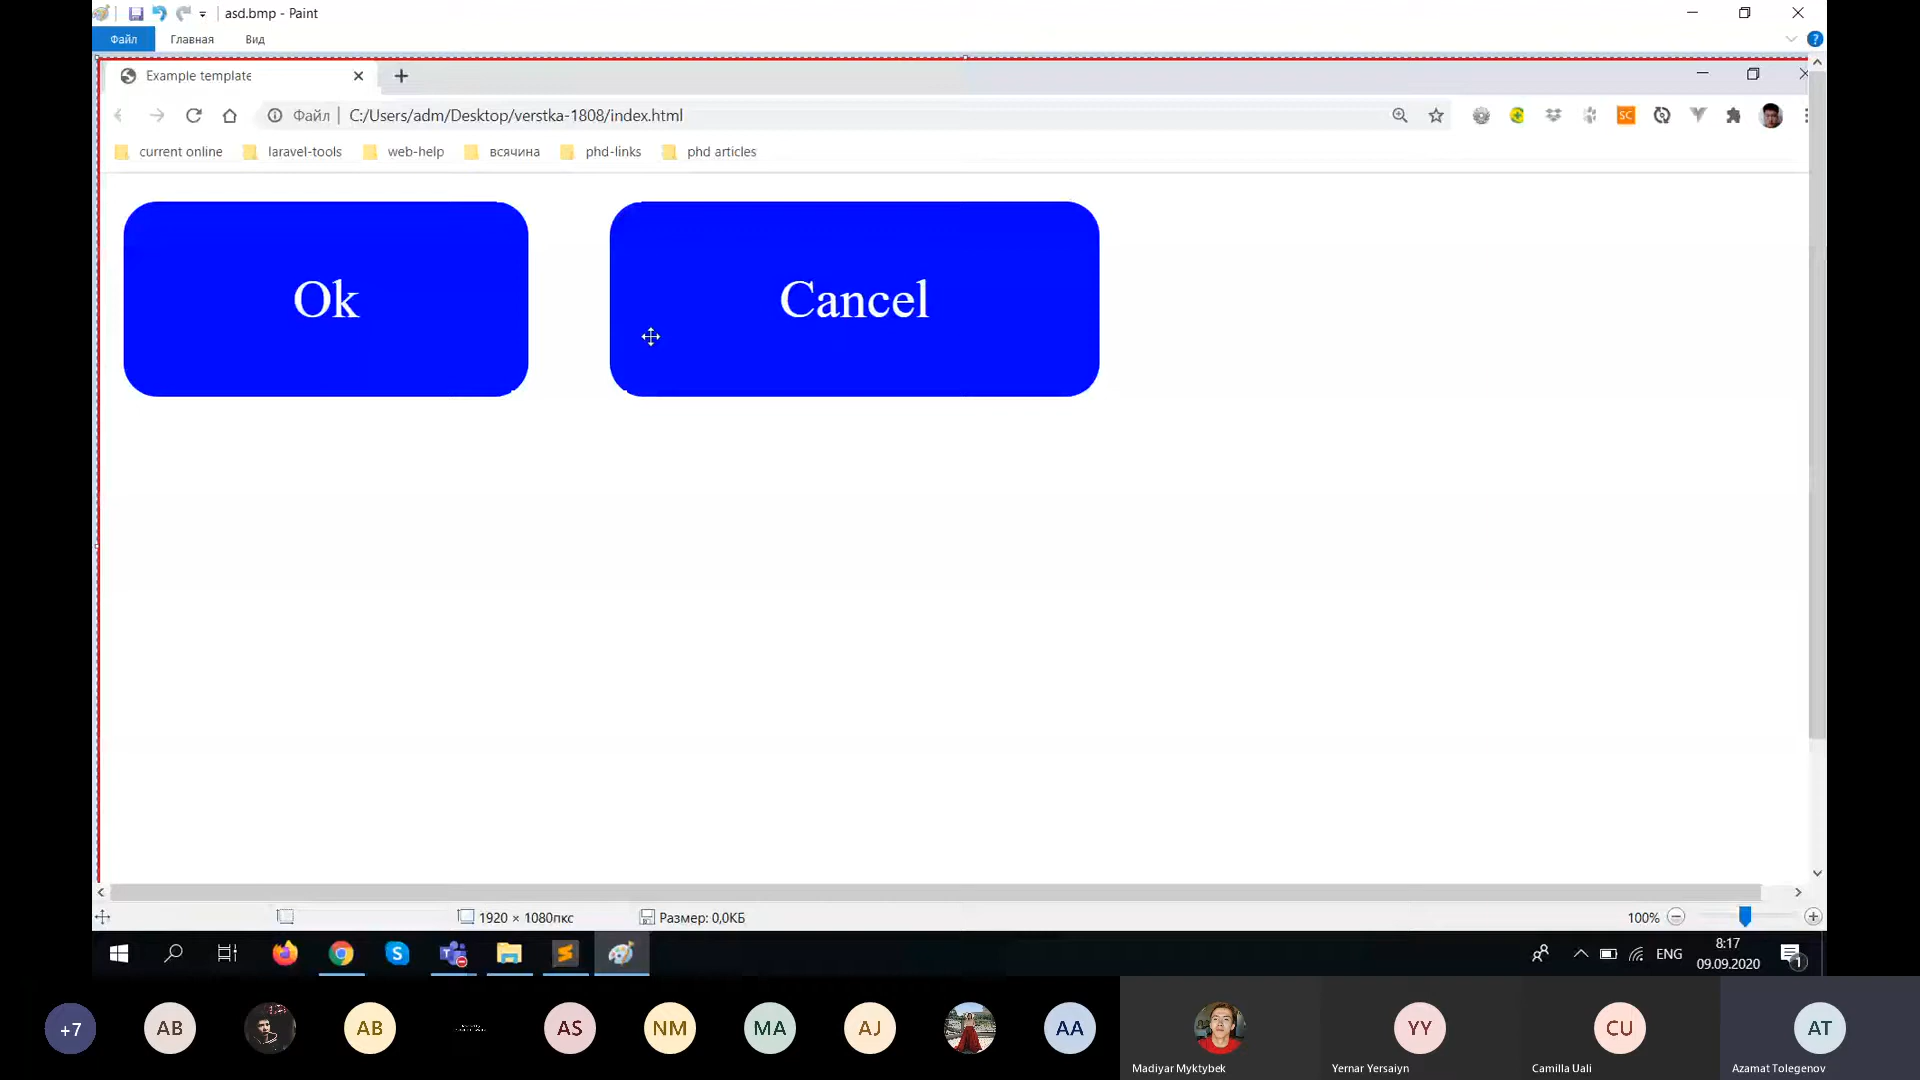 asd.bmp - Paint
Файл Главная Вид
Example template
Файл C:/Users/adm/Desktop/verstka-1808/index.html SC
current online laravel-tools web-help всячина phd-links phd articles
Ok Cancel
1920 × 1080пкс Размер: 0,0КБ 100%
ENG 8:17
09.09.2020 1
+7 AB AB AS NM MA AJ AA YY CU AT
Madiyar Myktybek Yernar Yersaiyn Camilla Uali Azamat Tolegenov